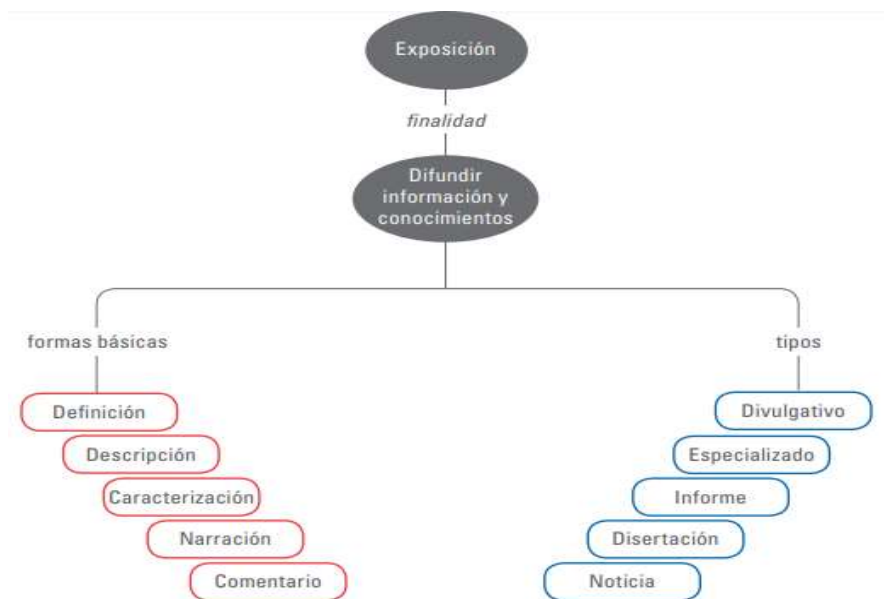 Exposición
finalidad
Difundir
información y
conocimientos
formas básicas
tipos
Definición
Descripción
Caracterización
Narración
Comentario
Divulgativo
Especializado
Informe
Disertación
Noticia